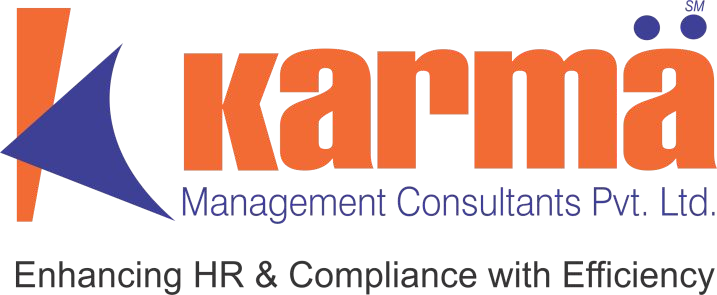 SM
karmä
Management Consultants Pvt. Ltd.
Enhancing HR & Compliance with Efficiency